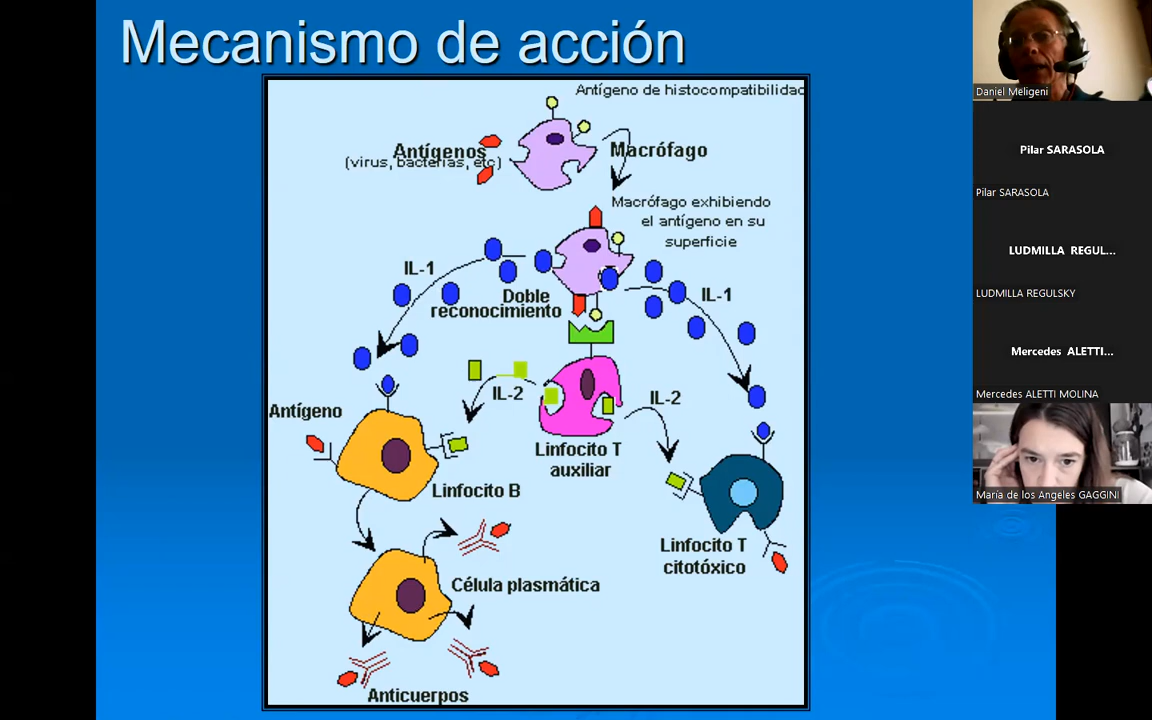 Mecanismo de acción
Antígeno de histocompatibilidad
Antígenos
(virus, bacterias, etc)
Macrófago
Macrófago exhibiendo
el antígeno en su
superficie
IL-1
IL-1
Doble
reconocimiento
IL-2
IL-2
Antígeno
Linfocito T
auxiliar
Linfocito B
Linfocito T
citotóxico
Célula plasmática
Anticuerpos
Daniel Meligeni
Pilar SARASOLA
Pilar SARASOLA
LUDMILLA REGUL...
LUDMILLA REGULSKY
Mercedes ALETTI...
Mercedes ALETTI MOLINA
María de los Angeles GAGGINI